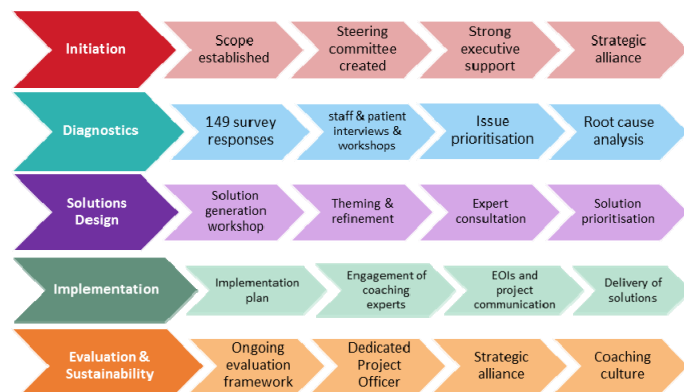 Initiation
Scope
established
Steering
committee
created
Strong
executive
support
Strategic
alliance
Diagnostics
149 survey
responses
staff & patient
interviews &
workshops
Issue
prioritisation
Root cause
analysis
Solutions
Design
Solution
generation
workshop
Theming &
refinement
Expert
consultation
Solution
prioritisation
Implementation
Implementation
plan
Engagement of
coaching
experts
EOIs and
project
communication
Delivery of
solutions
Evaluation &
Sustainability
Ongoing
evaluation
framework
Dedicated
Project
Officer
Strategic
alliance
Coaching
culture